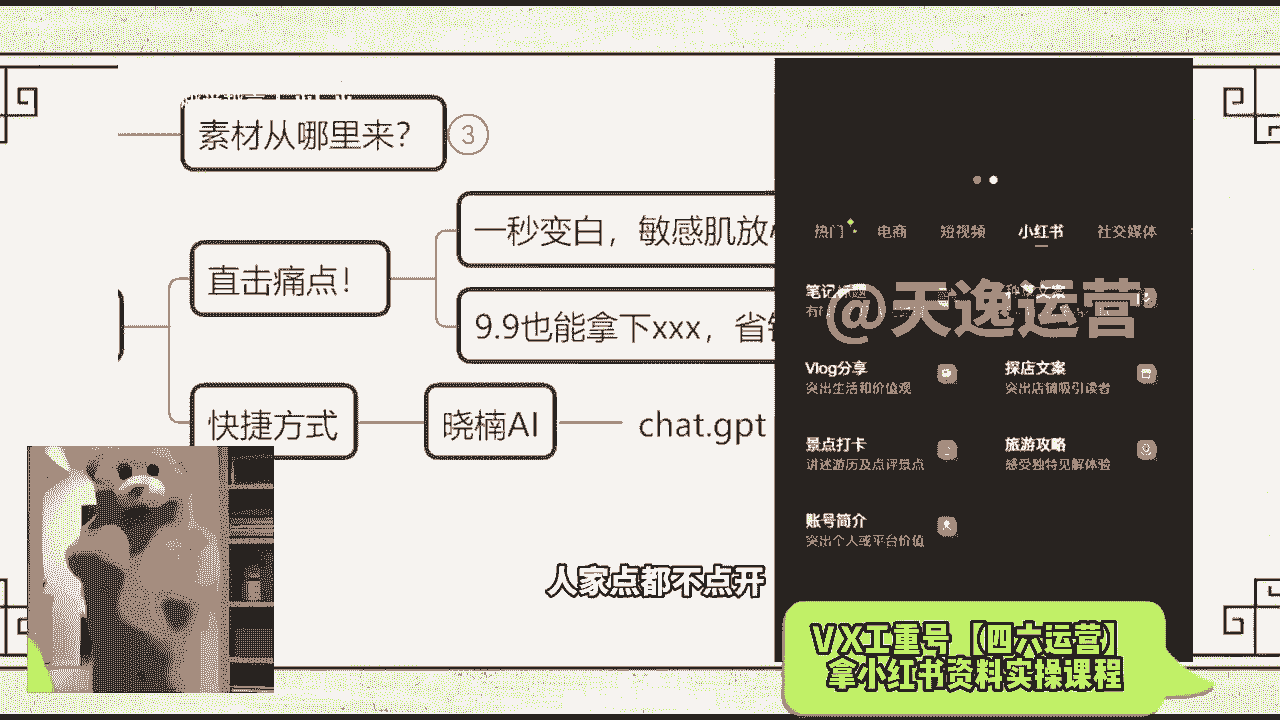 素材从哪里来？
3
一秒变白，敏感肌放
直击痛点！
9.9也能拿下xxx，省
快捷方式
晓楠AI
chat.gpt
人家点都不点开
热门
电商
短视频
小红书
社交媒体
笔记标题
文案
@天逸运营
Vlog分享
突出生活和价值观
探店文案
突出店铺吸引读者
景点打卡
讲述游历及点评景点
旅游攻略
感受独特见解体验
账号简介
突出个人或平台价值
VX工重号【四六运营】
拿小红书资料实操课程